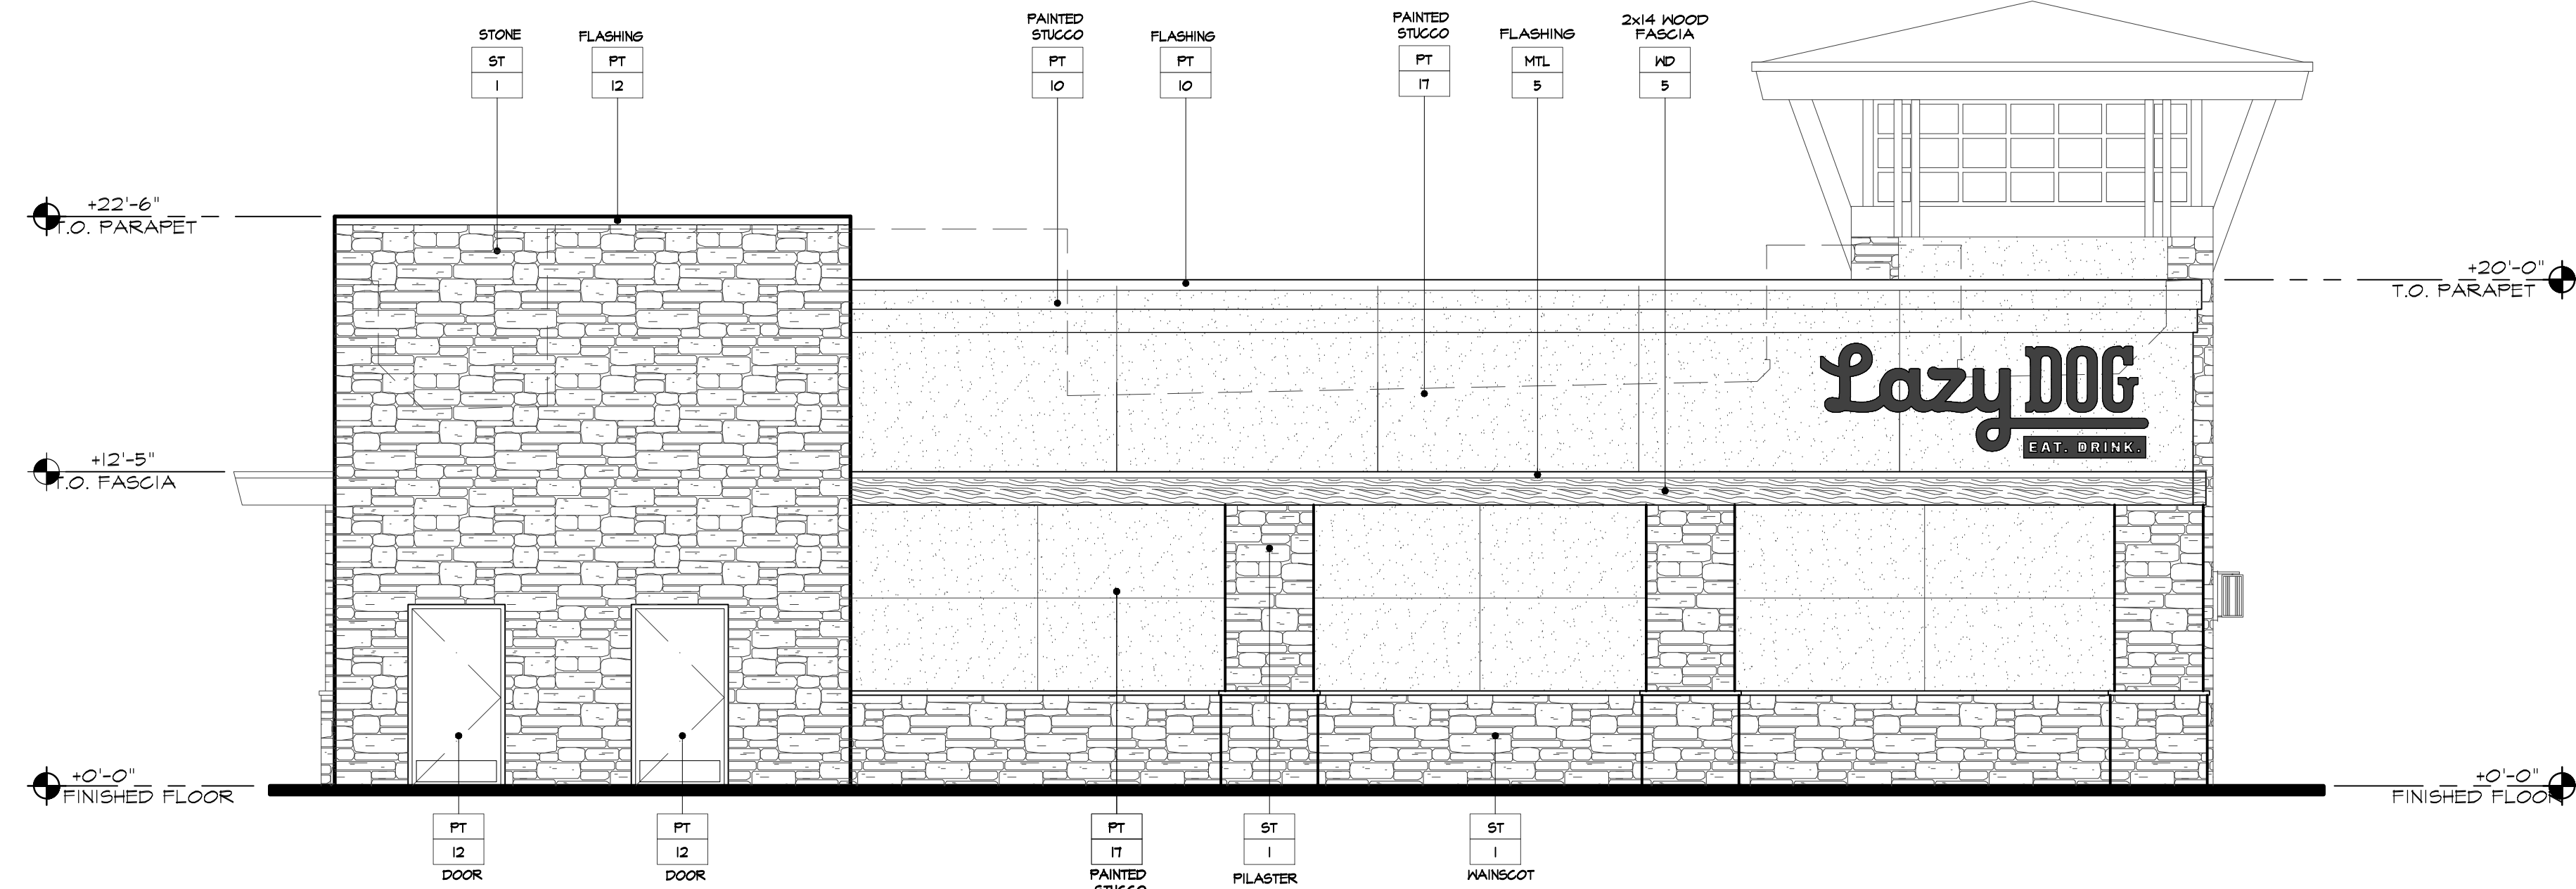 STONE
ST
1
FLASHING
PT
12
PAINTED
STUCCO
PT
10
FLASHING
PT
10
PAINTED
STUCCO
PT
17
FLASHING
MTL
5
2x14 WOOD
FASCIA
WD
5
+22'-6"
T.O. PARAPET
+20'-0"
T.O. PARAPET
Lazy DOG
EAT. DRINK.
+12'-5"
T.O. FASCIA
+0'-0"
FINISHED FLOOR
+0'-0"
FINISHED FLOOR
PT
12
DOOR
PT
12
DOOR
PT
17
PAINTED
STUCCO
ST
1
PILASTER
ST
1
WAINSCOT